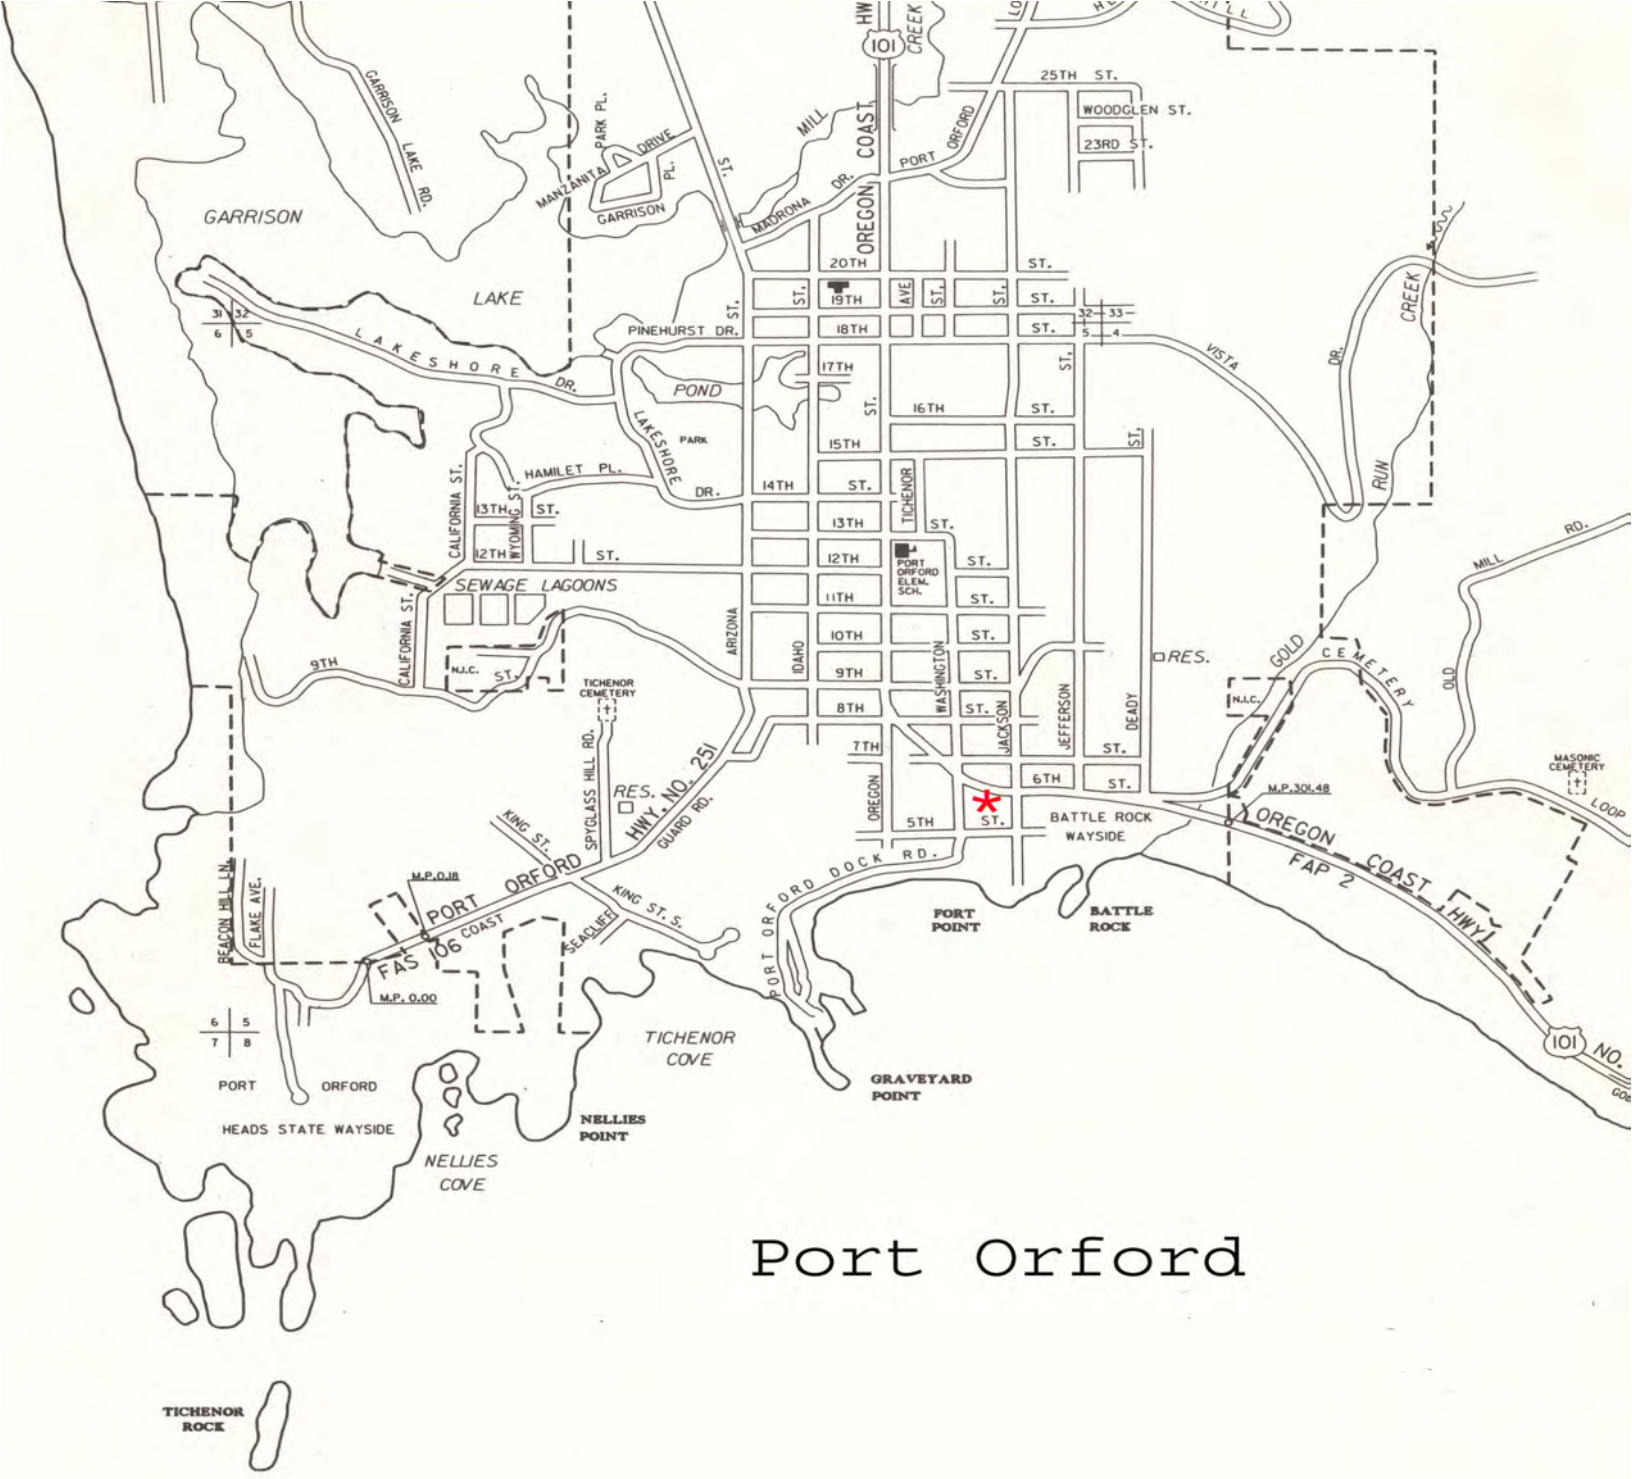 HW
101
CREEK
LO
25TH ST.
WOODGLEN ST.
23RD ST.
GARRISON LAKE RD.
PARK PL.
MANZANITA DRIVE
PL.
GARRISON
ST.
MILL
OREGON COAST
PORT ORFORD
MADRONA DR.
GARRISON
LAKE
20TH ST.
ST.
19TH
AVE
ST.
ST.
ST.
ST.
31 32
6 5
32 33
5 4
PINEHURST DR.
18TH ST.
LAKESHORE DR.
VISTA
DR.
CREEK
17TH
POND
ST.
ST.
16TH ST.
PARK
LAKESHORE
DR.
15TH
ST.
ST.
HAMILET PL.
14TH ST.
TICHENOR
RUN
CALIFORNIA ST.
WYOMING ST.
13TH ST.
13TH ST.
12TH ST.
12TH ST.
PORT
ORFORD
ELEM.
SCH.
MILL RD.
SEWAGE LAGOONS
11TH ST.
CALIFORNIA ST.
ARIZONA
IDAHO
10TH ST.
WASHINGTON
GOLD
CEMETERY
RES.
9TH
N.I.C.
ST.
9TH ST.
OLD
TICHENOR
CEMETERY
8TH ST.
JACKSON
JEFFERSON
DEADY
N.I.C.
7TH ST.
SPYGLASS HILL RD.
HWY. NO. 251
MASONIC
CEMETERY
RES.
6TH ST.
M.P.301.48
GUARD RD.
OREGON
*
KING ST.
5TH ST.
BATTLE ROCK
WAYSIDE
OREGON COAST HWY.
FAP 2
LOOP
BEACON HILL LN.
FLAKE AVE.
M.P.0.18
PORT ORFORD
COAST
PORT ORFORD DOCK RD.
KING ST. S.
SEACLIFF
FAS 106
PORT
POINT
BATTLE
ROCK
M.P. 0.00
6 5
7 8
TICHENOR
COVE
101
NO.
PORT ORFORD
HEADS STATE WAYSIDE
GRAVEYARD
POINT
NELLIES
POINT
NELLIES
COVE
Port Orford
TICHENOR
ROCK